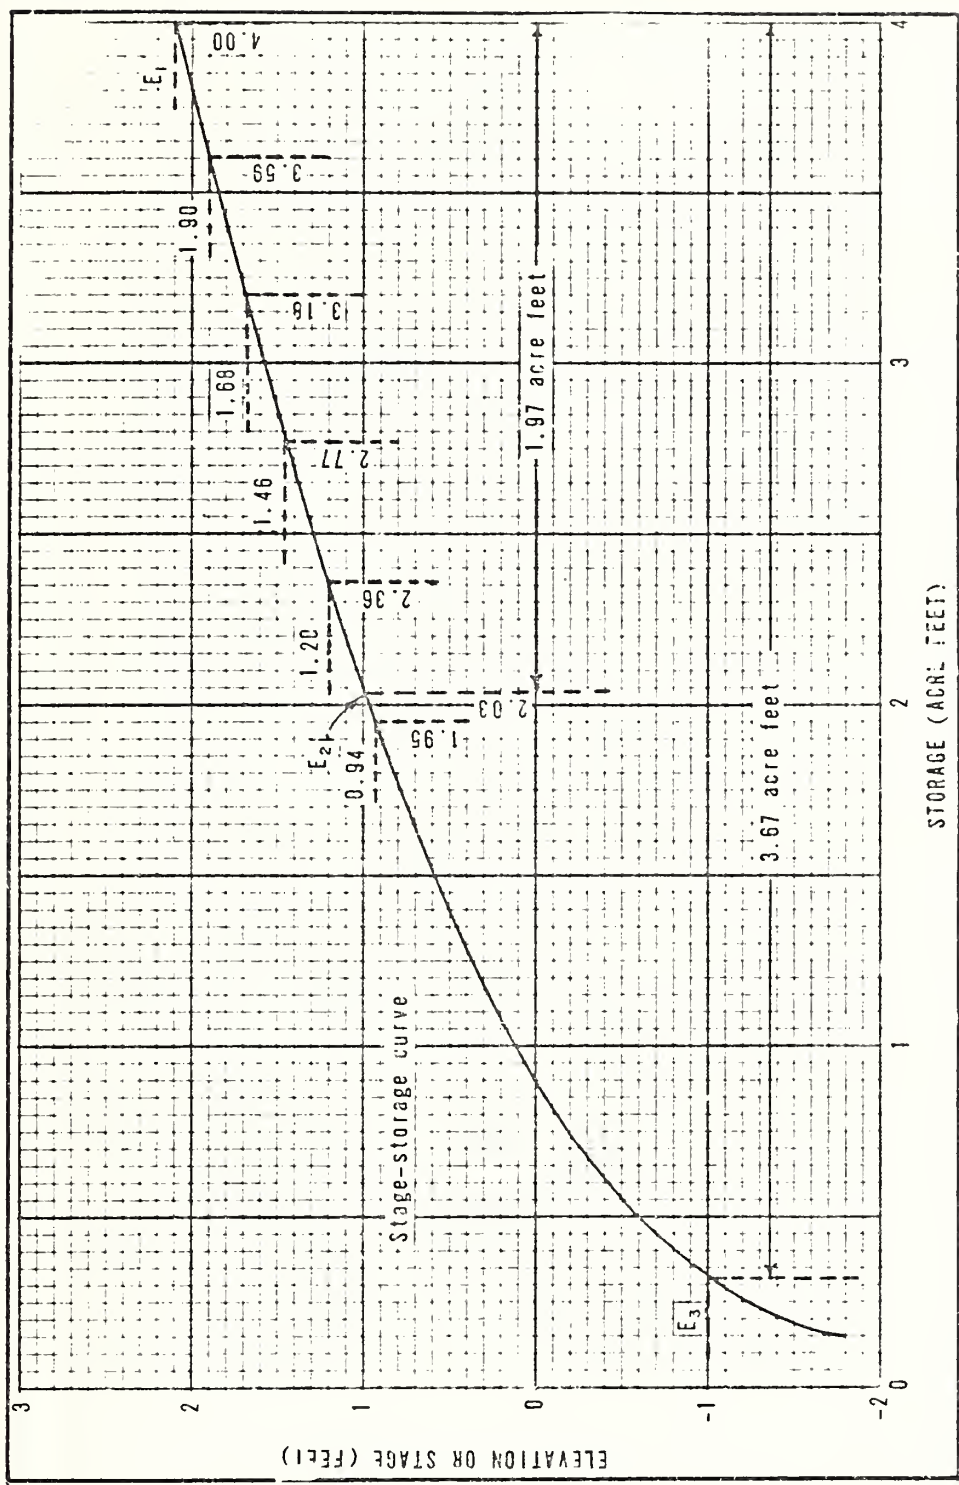 ELEVATION OR STAGE (FEET)
3
2
1
0
-1
-2
0
1
2
3
4
STORAGE (ACRE FEET)
Stage-storage curve
E1
4.00
1.90
3.59
1.68
3.18
1.46
2.77
1.20
2.36
E2
2.03
0.94
1.95
E3
1.97 acre feet
3.67 acre feet